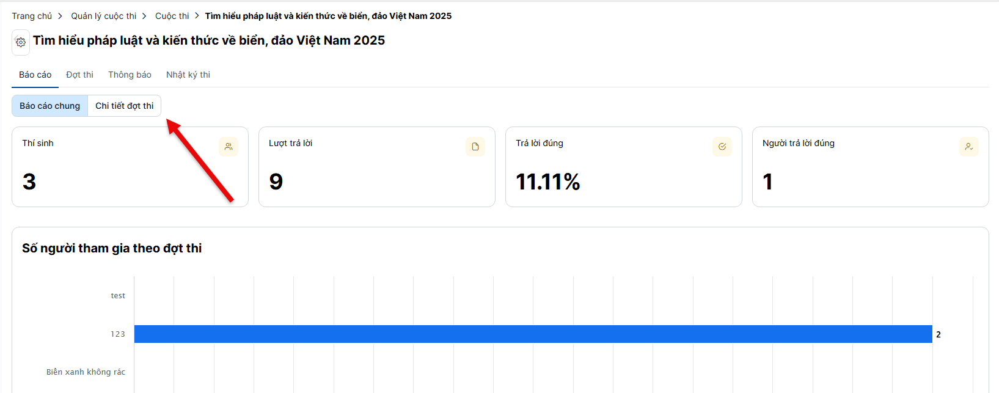 Trang chủ > Quản lý cuộc thi > Cuộc thi > Tìm hiểu pháp luật và kiến thức về biển, đảo Việt Nam 2025
Tìm hiểu pháp luật và kiến thức về biển, đảo Việt Nam 2025
Báo cáo Đợt thi Thông báo Nhật ký thi
Báo cáo chung Chi tiết đợt thi
Thí sinh
3
Lượt trả lời
9
Trả lời đúng
11.11%
Người trả lời đúng
1
Số người tham gia theo đợt thi
test
123 2
Biển xanh không rác